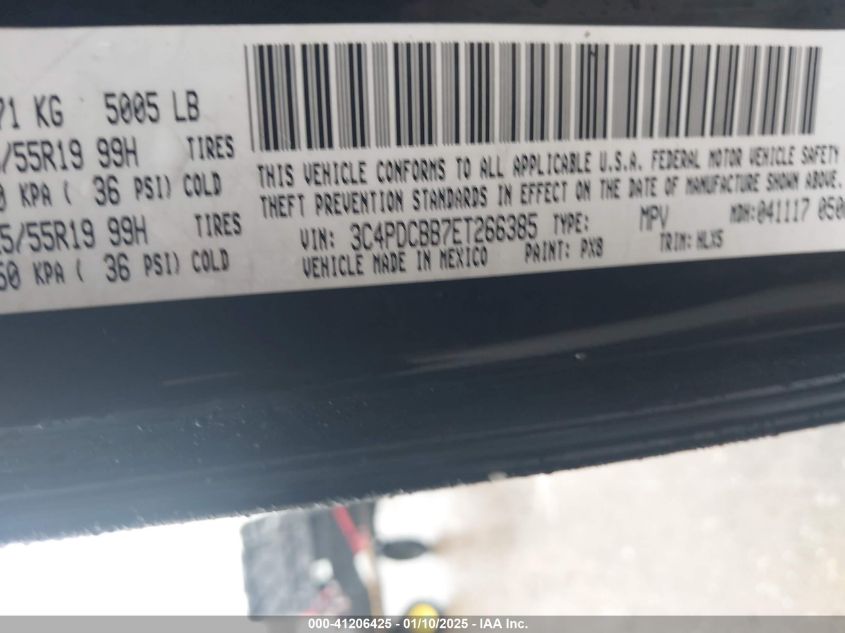 71 KG 5005 LB
/55R19 99H TIRES
0 KPA ( 36 PSI) COLD
5/55R19 99H TIRES
50 KPA ( 36 PSI) COLD
THIS VEHICLE CONFORMS TO ALL APPLICABLE U.S.A. FEDERAL MOTOR VEHICLE SAFETY
THEFT PREVENTION STANDARDS IN EFFECT ON THE DATE OF MANUFACTURE SHOWN ABOVE.
VIN: 3C4PDCBB7ET266385 TYPE: MPV MDH:041117 050
VEHICLE MADE IN MEXICO PAINT: PX8 TRIM: HLX5
000-41206425 - 01/10/2025 - IAA Inc.